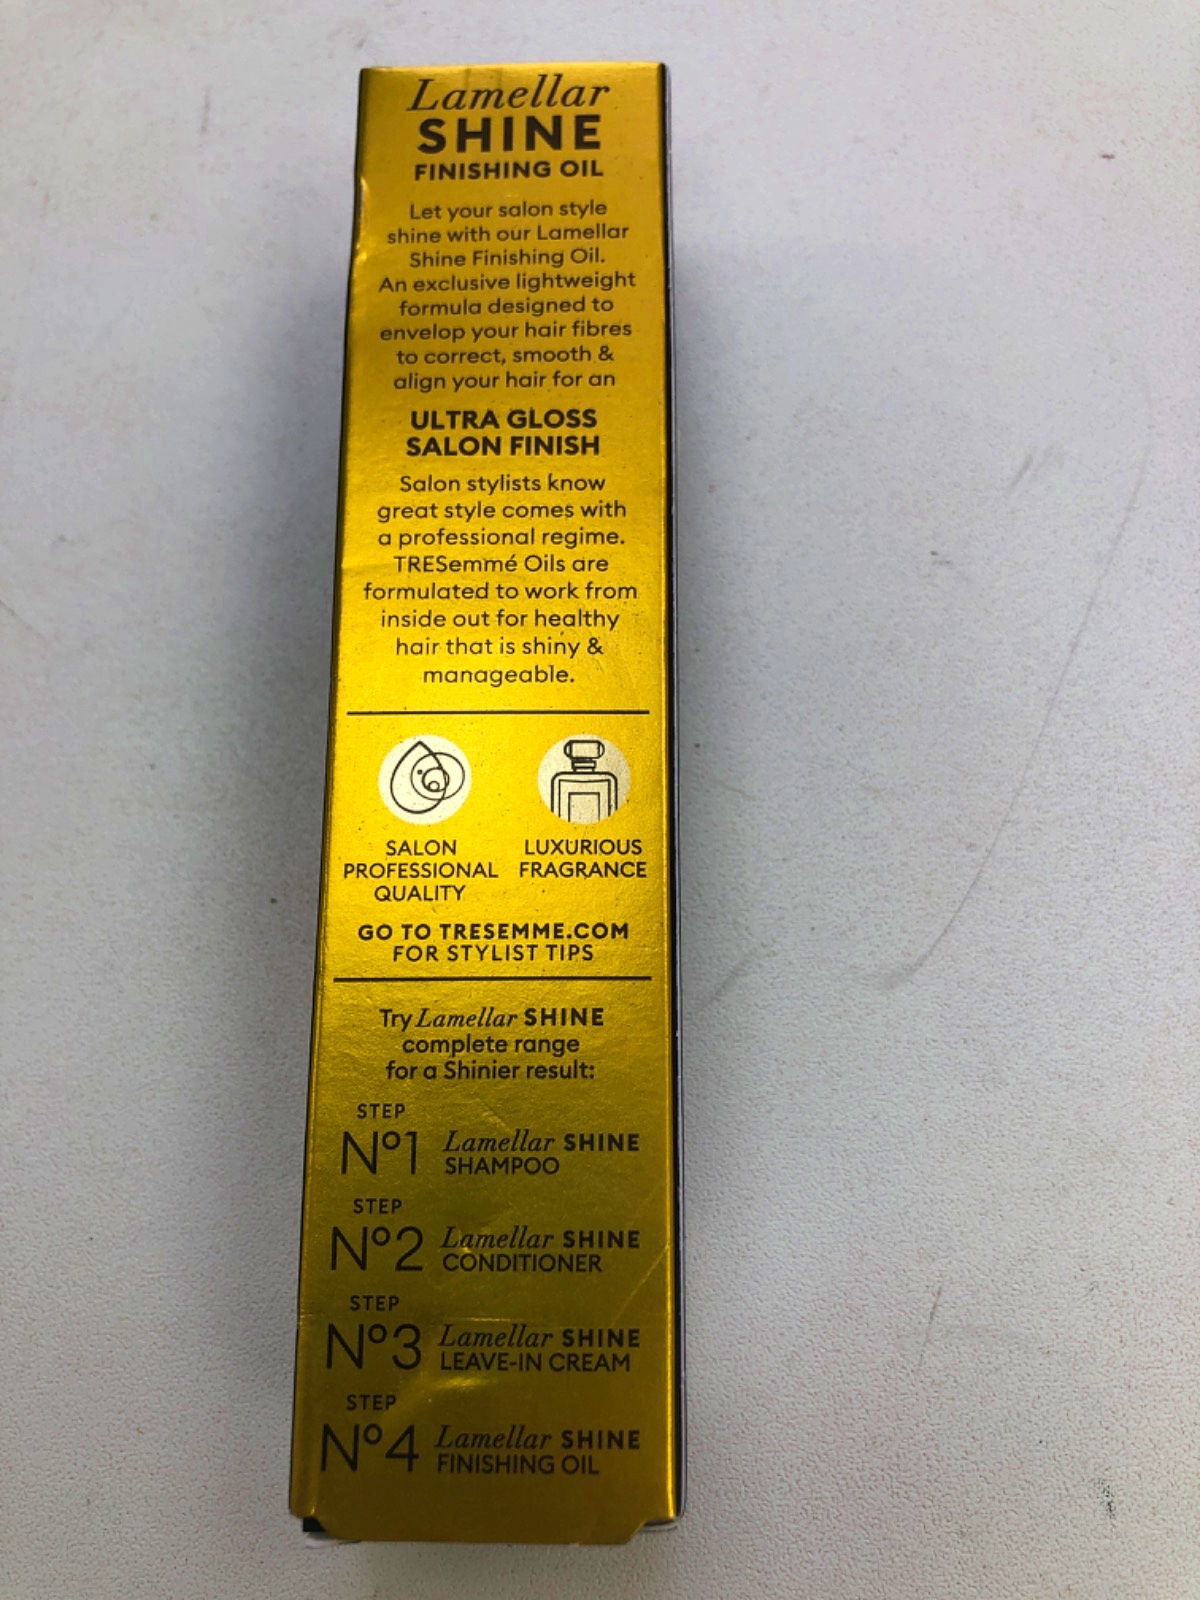 Lamellar
SHINE
FINISHING OIL
Let your salon style
shine with our Lamellar
Shine Finishing Oil.
An exclusive lightweight
formula designed to
envelop your hair fibres
to correct, smooth &
align your hair for an
ULTRA GLOSS
SALON FINISH
Salon stylists know
great style comes with
a professional regime.
TRESemmé Oils are
formulated to work from
inside out for healthy
hair that is shiny &
manageable.
SALON
PROFESSIONAL
QUALITY
LUXURIOUS
FRAGRANCE
GO TO TRESEMME.COM
FOR STYLIST TIPS
Try Lamellar SHINE
complete range
for a Shinier result:
STEP
Nº1
Lamellar SHINE
SHAMPOO
STEP
Nº2
Lamellar SHINE
CONDITIONER
STEP
Nº3
Lamellar SHINE
LEAVE-IN CREAM
STEP
Nº4
Lamellar SHINE
FINISHING OIL